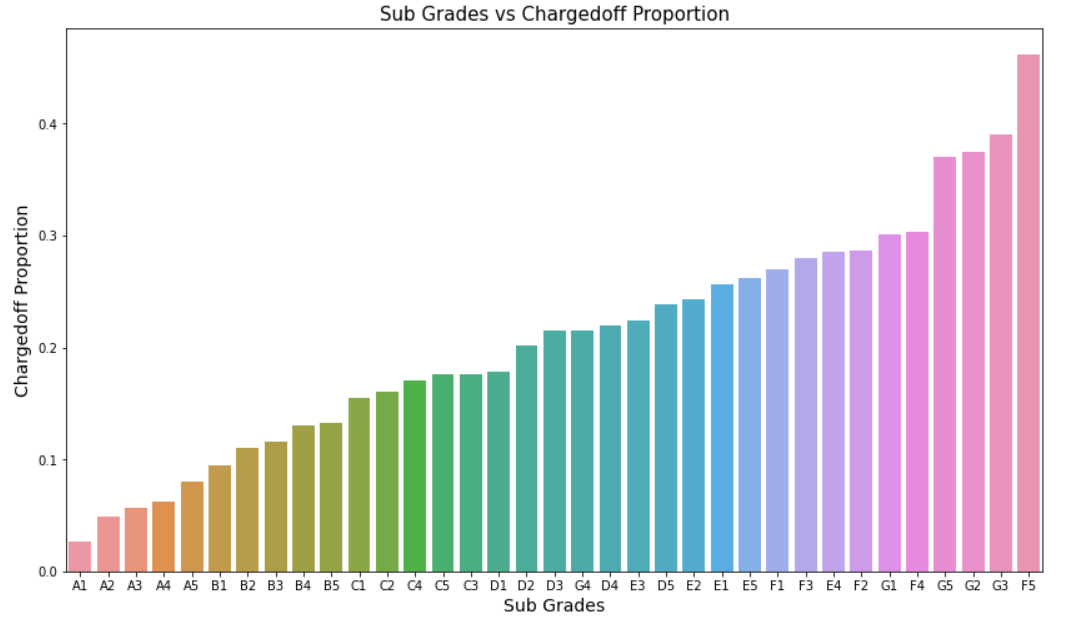 Sub Grades vs Chargedoff Proportion
Chargedoff Proportion
0.4
0.3
0.2
0.1
0.0
A1 A2 A3 A4 A5 B1 B2 B3 B4 B5 C1 C2 C4 C5 C3 D1 D2 D3 G4 D4 E3 D5 E2 E1 E5 F1 F3 E4 F2 G1 F4 G5 G2 G3 F5
Sub Grades